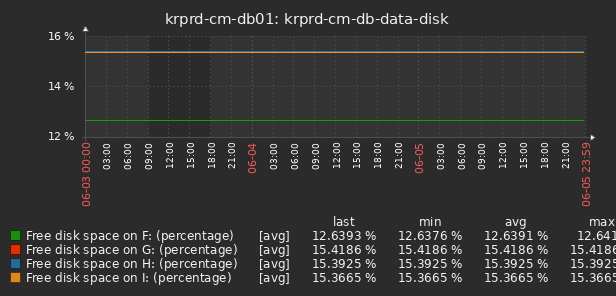 krprd-cm-db01: krprd-cm-db-data-disk
16 %
14 %
12 %
06-03 00:00 03:00 06:00 09:00 12:00 15:00 18:00 21:00 06-04 03:00 06:00 09:00 12:00 15:00 18:00 21:00 06-05 03:00 06:00 09:00 12:00 15:00 18:00 21:00 06-05 23:59
last min avg max
Free disk space on F: (percentage) [avg] 12.6393 % 12.6376 % 12.6391 % 12.641
Free disk space on G: (percentage) [avg] 15.4186 % 15.4186 % 15.4186 % 15.4186
Free disk space on H: (percentage) [avg] 15.3925 % 15.3925 % 15.3925 % 15.3925
Free disk space on I: (percentage) [avg] 15.3665 % 15.3665 % 15.3665 % 15.3665